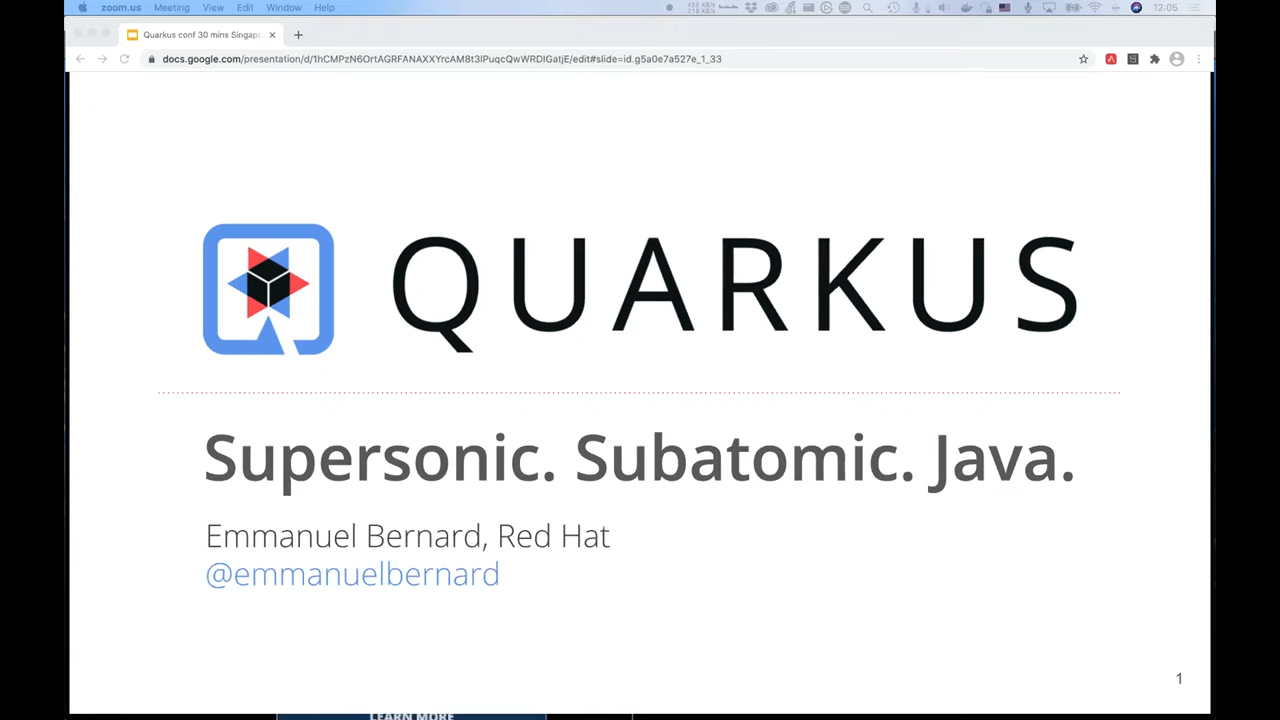 zoom.us Meeting View Edit Window Help 12:05
Quarkus conf 30 mins Singapo
docs.google.com/presentation/d/1hCMPzN6OrtAGRFANAXXYrcAM8t3lPuqcQwWRDIGatjE/edit#slide=id.g5a0e7a527e_1_33
QUARKUS
Supersonic. Subatomic. Java.
Emmanuel Bernard, Red Hat
@emmanuelbernard
1
LEARN MORE